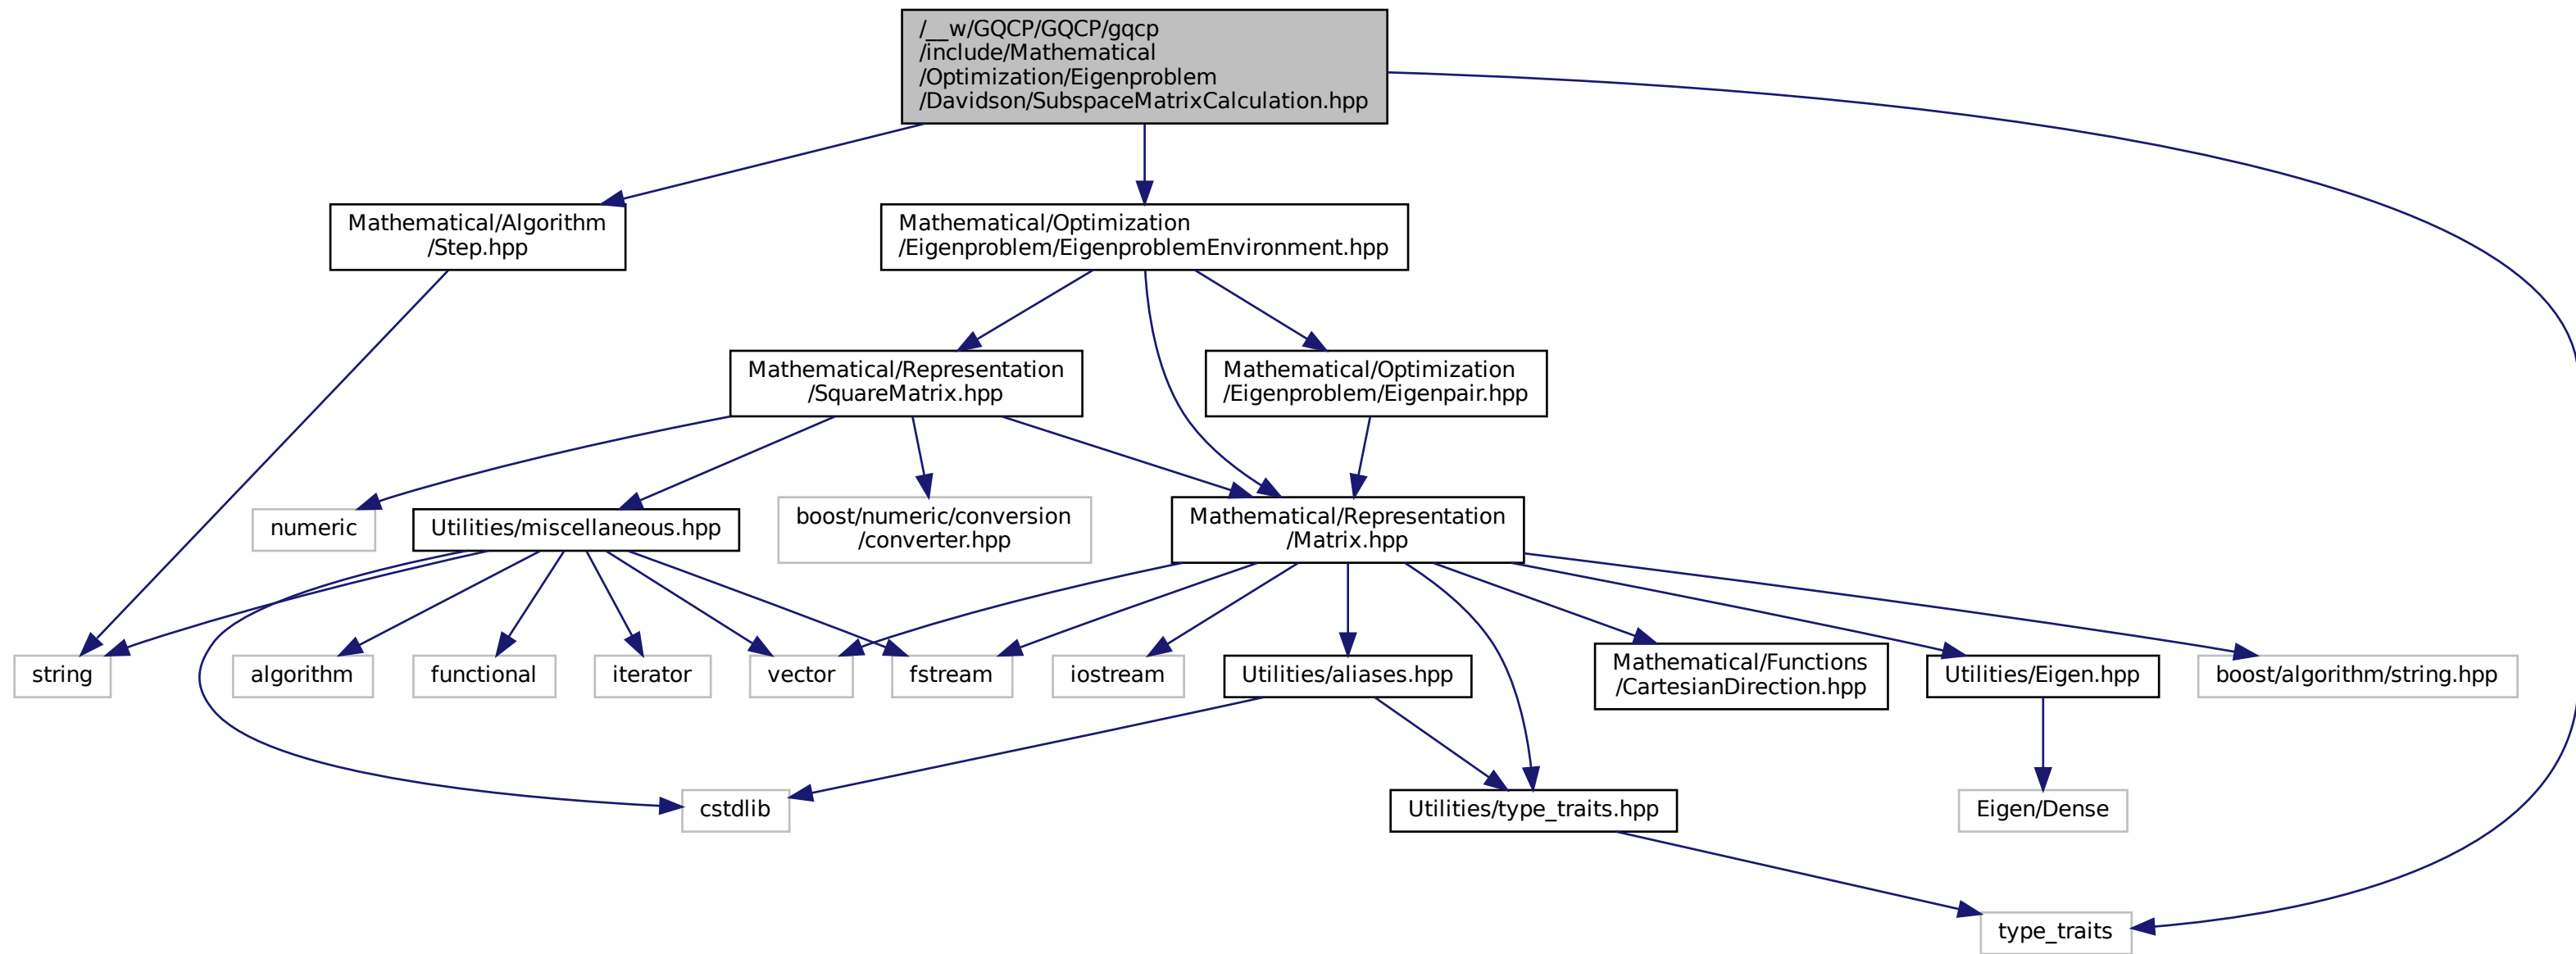 /__w/GQCP/GQCP/gqcp
/include/Mathematical
/Optimization/Eigenproblem
/Davidson/SubspaceMatrixCalculation.hpp
Mathematical/Algorithm
/Step.hpp
Mathematical/Optimization
/Eigenproblem/EigenproblemEnvironment.hpp
Mathematical/Representation
/SquareMatrix.hpp
Mathematical/Optimization
/Eigenproblem/Eigenpair.hpp
numeric
Utilities/miscellaneous.hpp
boost/numeric/conversion
/converter.hpp
Mathematical/Representation
/Matrix.hpp
string
algorithm
functional
iterator
vector
fstream
iostream
Utilities/aliases.hpp
Mathematical/Functions
/CartesianDirection.hpp
Utilities/Eigen.hpp
boost/algorithm/string.hpp
cstdlib
Utilities/type_traits.hpp
Eigen/Dense
type_traits